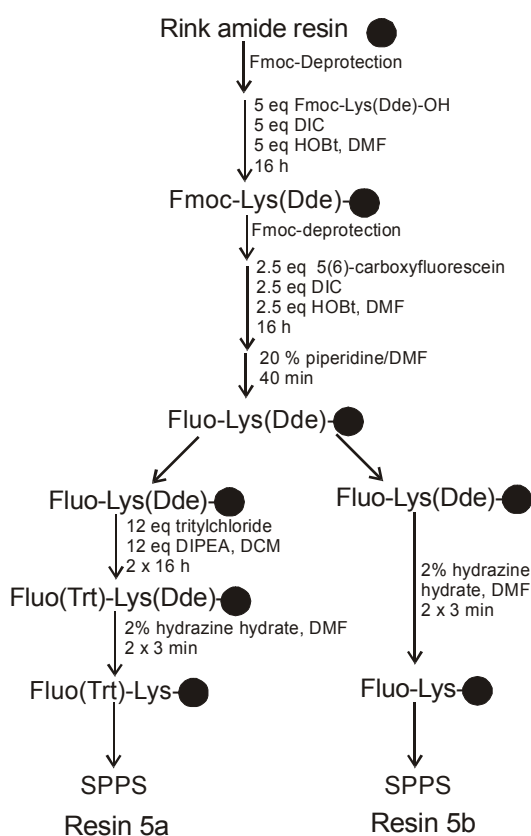 Rink amide resin
Fmoc-Deprotection
5 eq Fmoc-Lys(Dde)-OH
5 eq DIC
5 eq HOBt, DMF
16 h
Fmoc-Lys(Dde)-
Fmoc-deprotection
2.5 eq 5(6)-carboxyfluorescein
2.5 eq DIC
2.5 eq HOBt, DMF
16 h
20 % piperidine/DMF
40 min
Fluo-Lys(Dde)-
Fluo-Lys(Dde)-
12 eq tritylchloride
12 eq DIPEA, DCM
2 x 16 h
Fluo(Trt)-Lys(Dde)-
2% hydrazine hydrate, DMF
2 x 3 min
Fluo(Trt)-Lys-
SPPS
Resin 5a
Fluo-Lys(Dde)-
2% hydrazine
hydrate, DMF
2 x 3 min
Fluo-Lys-
SPPS
Resin 5b